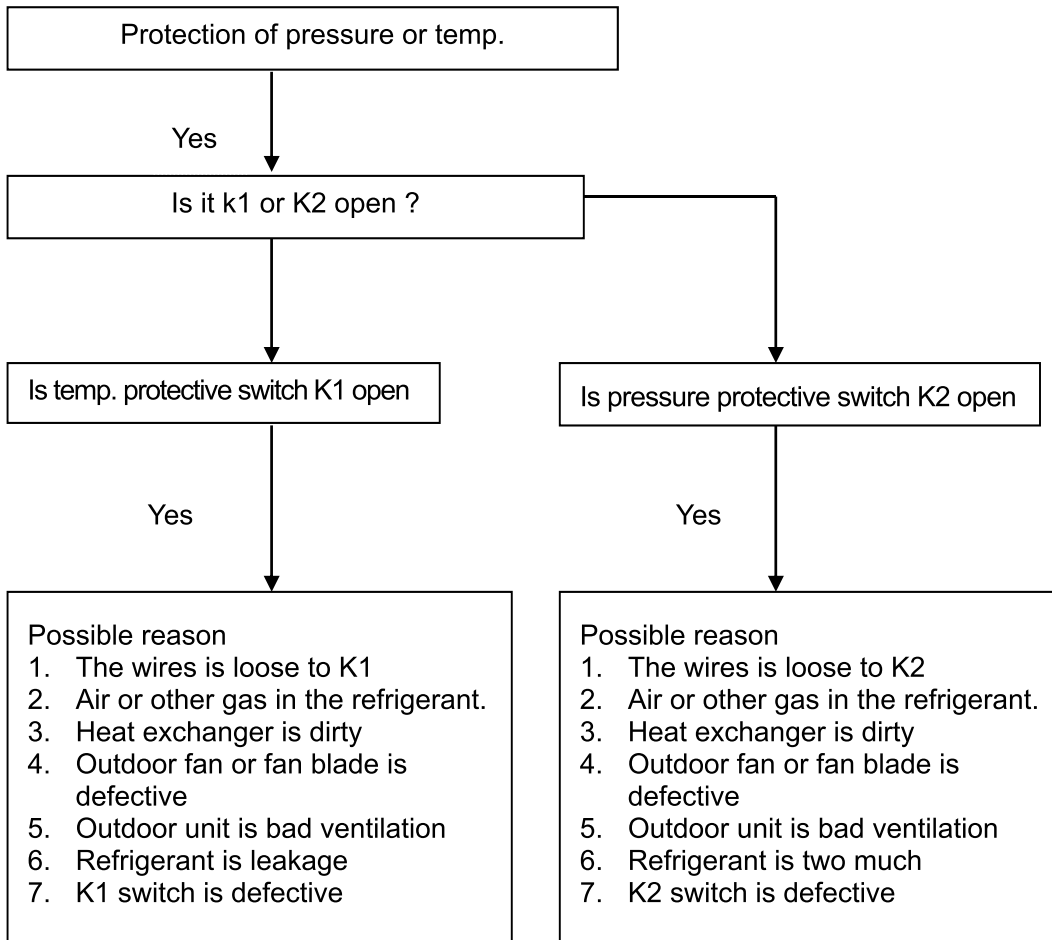 Protection of pressure or temp.
Yes
Is it k1 or K2 open ?
Is temp. protective switch K1 open
Is pressure protective switch K2 open
Yes
Yes
Possible reason
1. The wires is loose to K1
2. Air or other gas in the refrigerant.
3. Heat exchanger is dirty
4. Outdoor fan or fan blade is
defective
5. Outdoor unit is bad ventilation
6. Refrigerant is leakage
7. K1 switch is defective
Possible reason
1. The wires is loose to K2
2. Air or other gas in the refrigerant.
3. Heat exchanger is dirty
4. Outdoor fan or fan blade is
defective
5. Outdoor unit is bad ventilation
6. Refrigerant is two much
7. K2 switch is defective